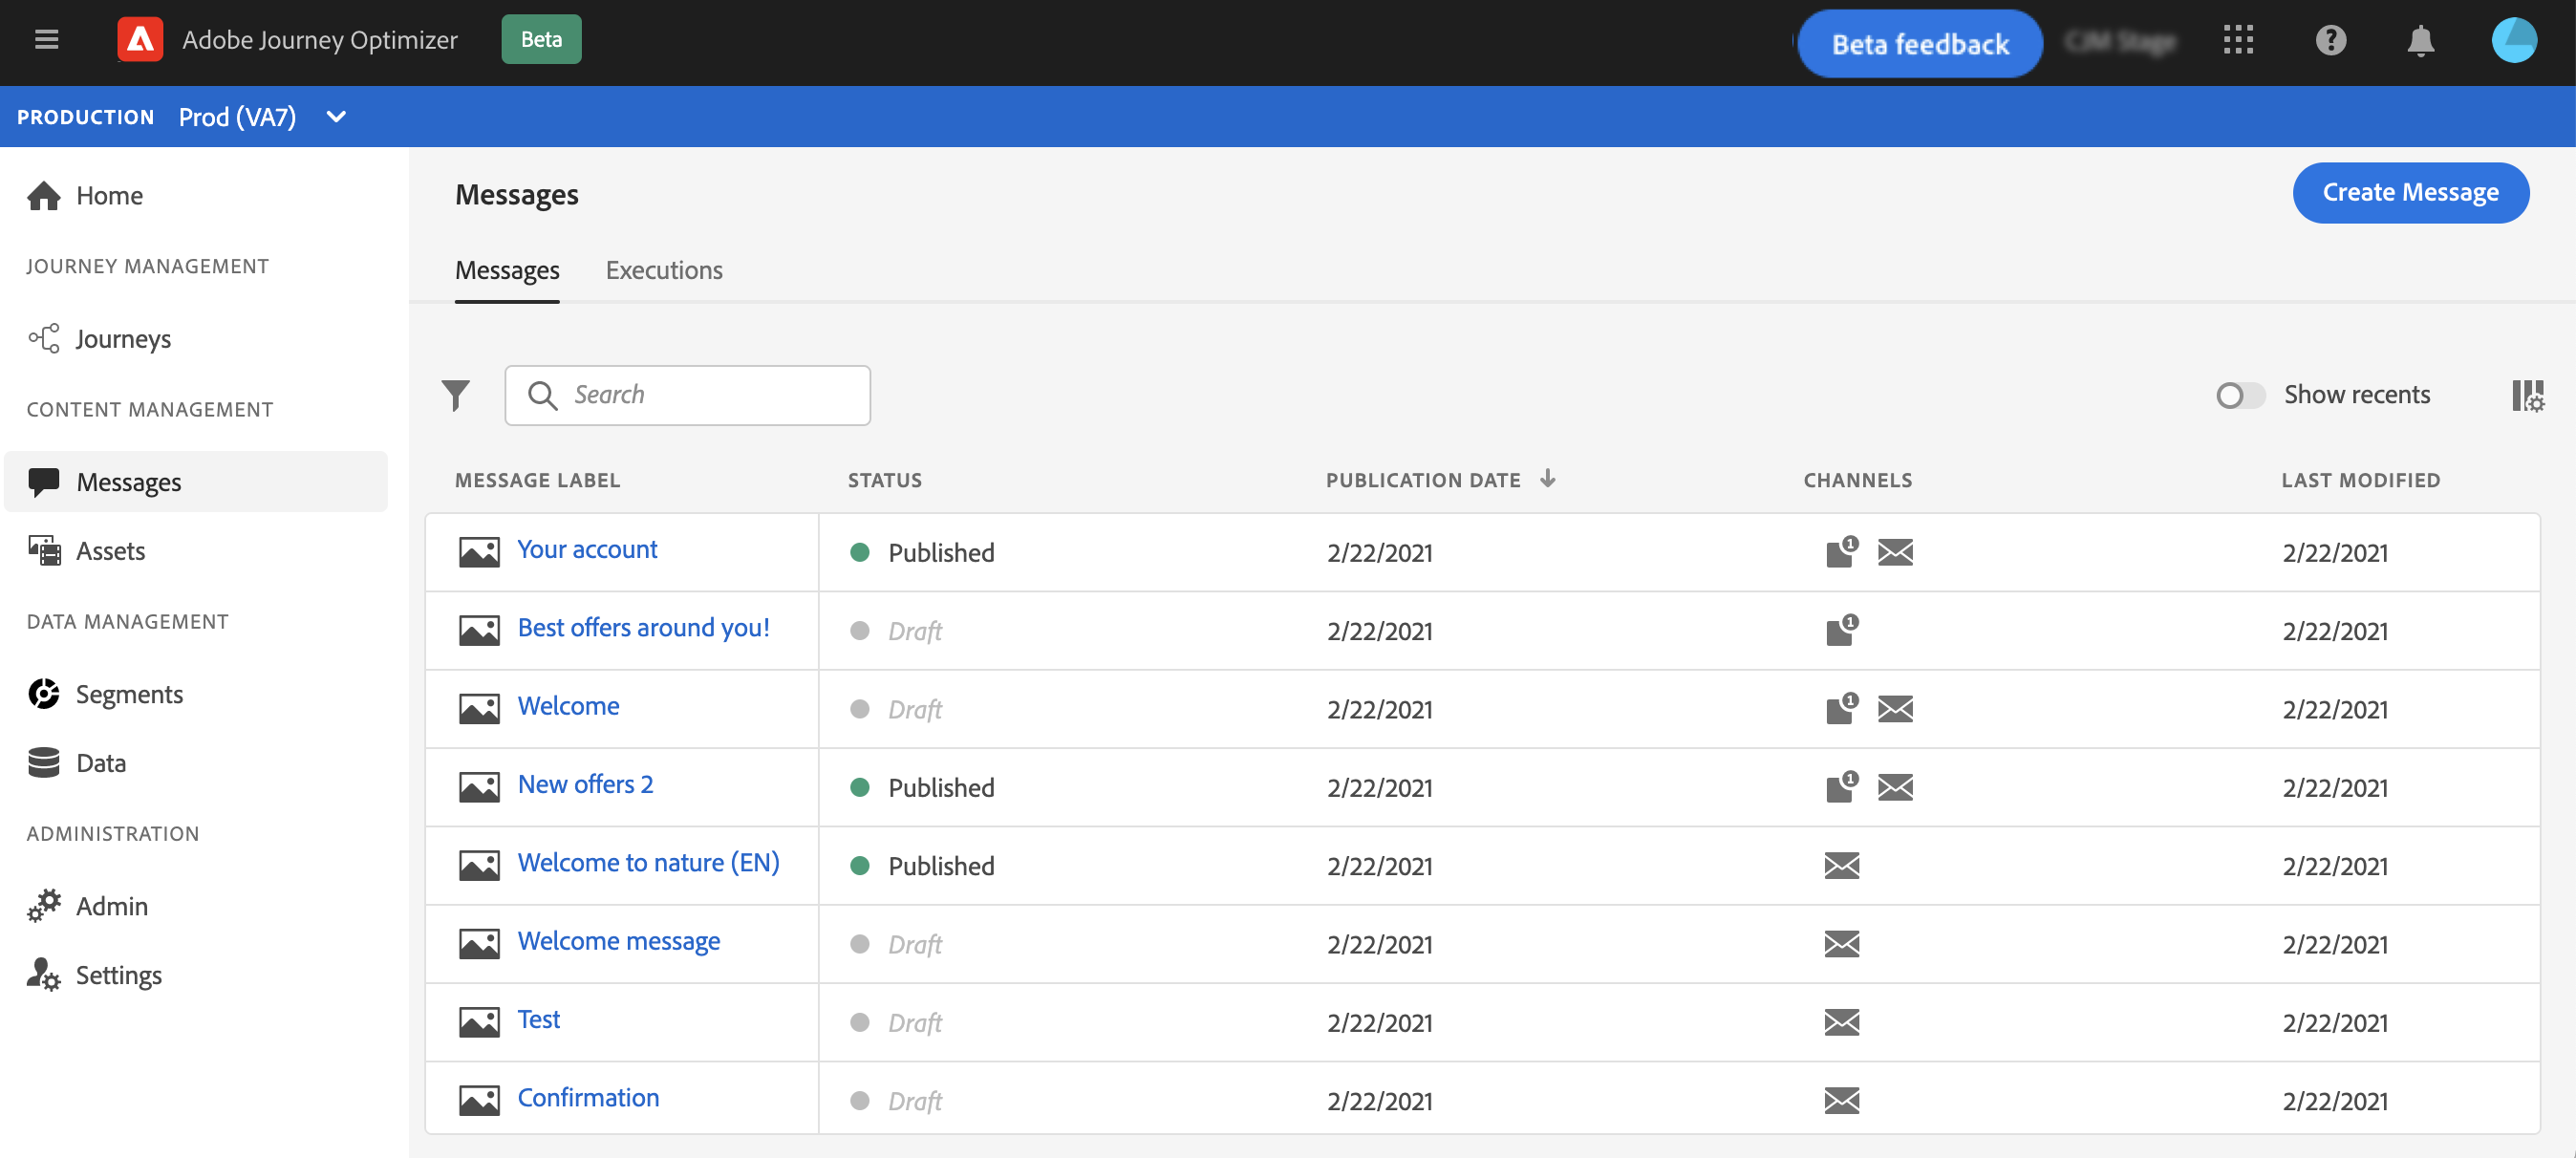 Adobe Journey Optimizer Beta Beta feedback
PRODUCTION Prod (VA7)
Home
JOURNEY MANAGEMENT
Journeys
CONTENT MANAGEMENT
Messages
Assets
DATA MANAGEMENT
Segments
Data
ADMINISTRATION
Admin
Settings
Messages
Create Message
Messages Executions
Search
Show recents
MESSAGE LABEL STATUS PUBLICATION DATE CHANNELS LAST MODIFIED
Your account Published 2/22/2021 1 2/22/2021
Best offers around you! Draft 2/22/2021 1 2/22/2021
Welcome Draft 2/22/2021 1 2/22/2021
New offers 2 Published 2/22/2021 1 2/22/2021
Welcome to nature (EN) Published 2/22/2021 2/22/2021
Welcome message Draft 2/22/2021 2/22/2021
Test Draft 2/22/2021 2/22/2021
Confirmation Draft 2/22/2021 2/22/2021